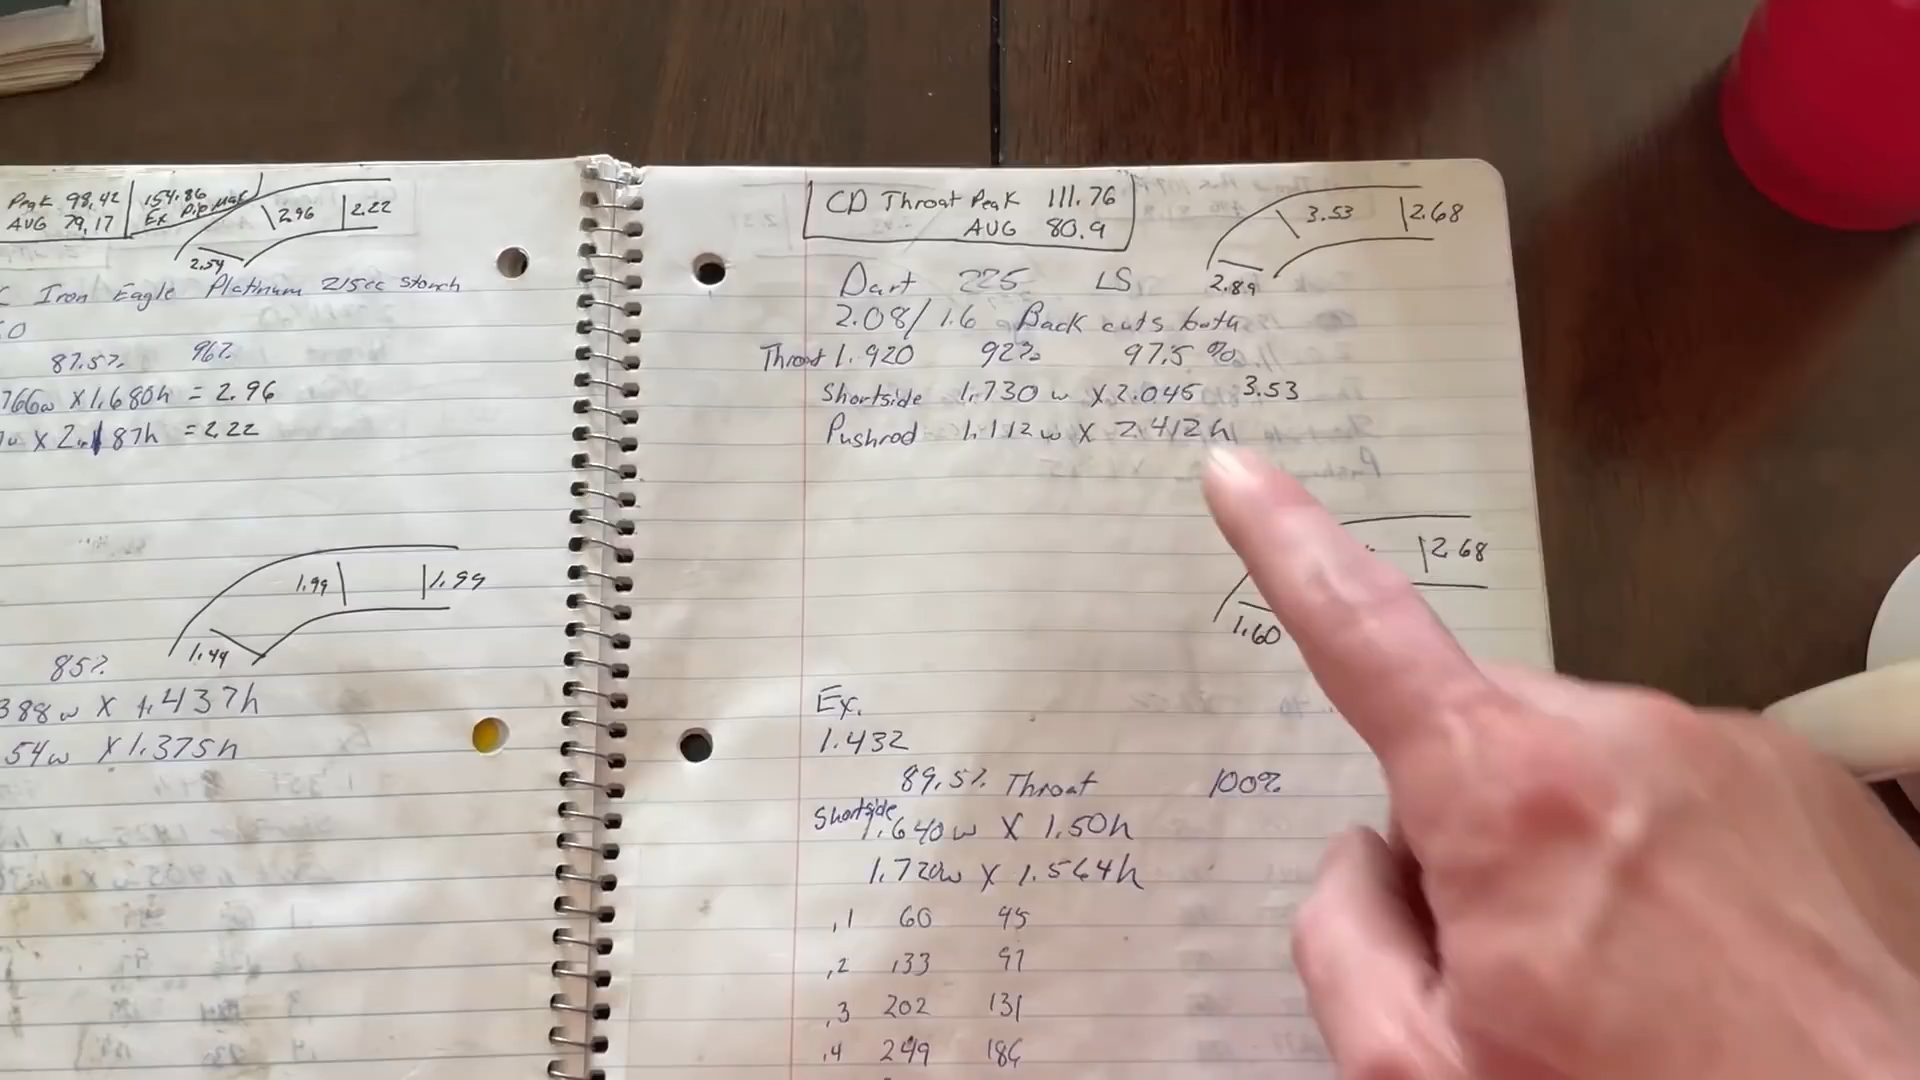 Peak 98.42 154.86
AVG 79.17 Ex Pip Max
2.96 2.22
2.54
Iron Eagle Platinum 215cc Stock
87.5% 96%
766w X 1.680h = 2.96
X 2.187h = 2.22
1.99 1.99
1.44
85%
388w X 1.437h
54w X 1.375h
CD Throat Peak 111.76
AVG 80.9
3.53 2.68
2.89
Dart 225 LS
2.08/1.6 Back cuts both
Throat 1.920 92% 97.5%
Shortside 1.730 w X 2.045 3.53
Pushrod 1.112w X 2.412h
2.68
1.60
Ex.
1.432
89.5% Throat 100%
Shortside
1.640w X 1.50h
1.720w X 1.564h
.1 60 45
.2 133 97
.3 202 131
.4 249 186